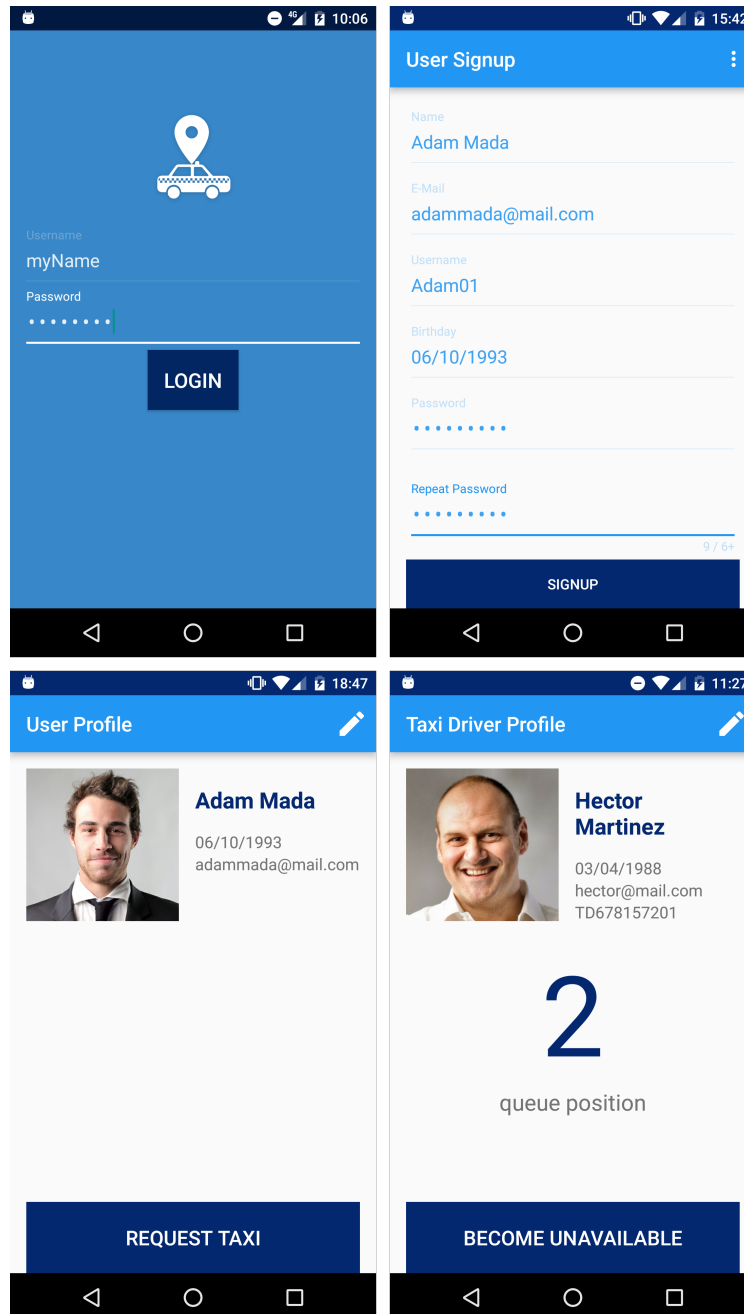 4G 10:06
Username
myName
Password
LOGIN
15:42
User Signup
Name
Adam Mada
E-Mail
adammada@mail.com
Username
Adam01
Birthday
06/10/1993
Password
Repeat Password
9 / 6+
SIGNUP
18:47
User Profile
Adam Mada
06/10/1993
adammada@mail.com
REQUEST TAXI
11:27
Taxi Driver Profile
Hector
Martinez
03/04/1988
hector@mail.com
TD678157201
2
queue position
BECOME UNAVAILABLE